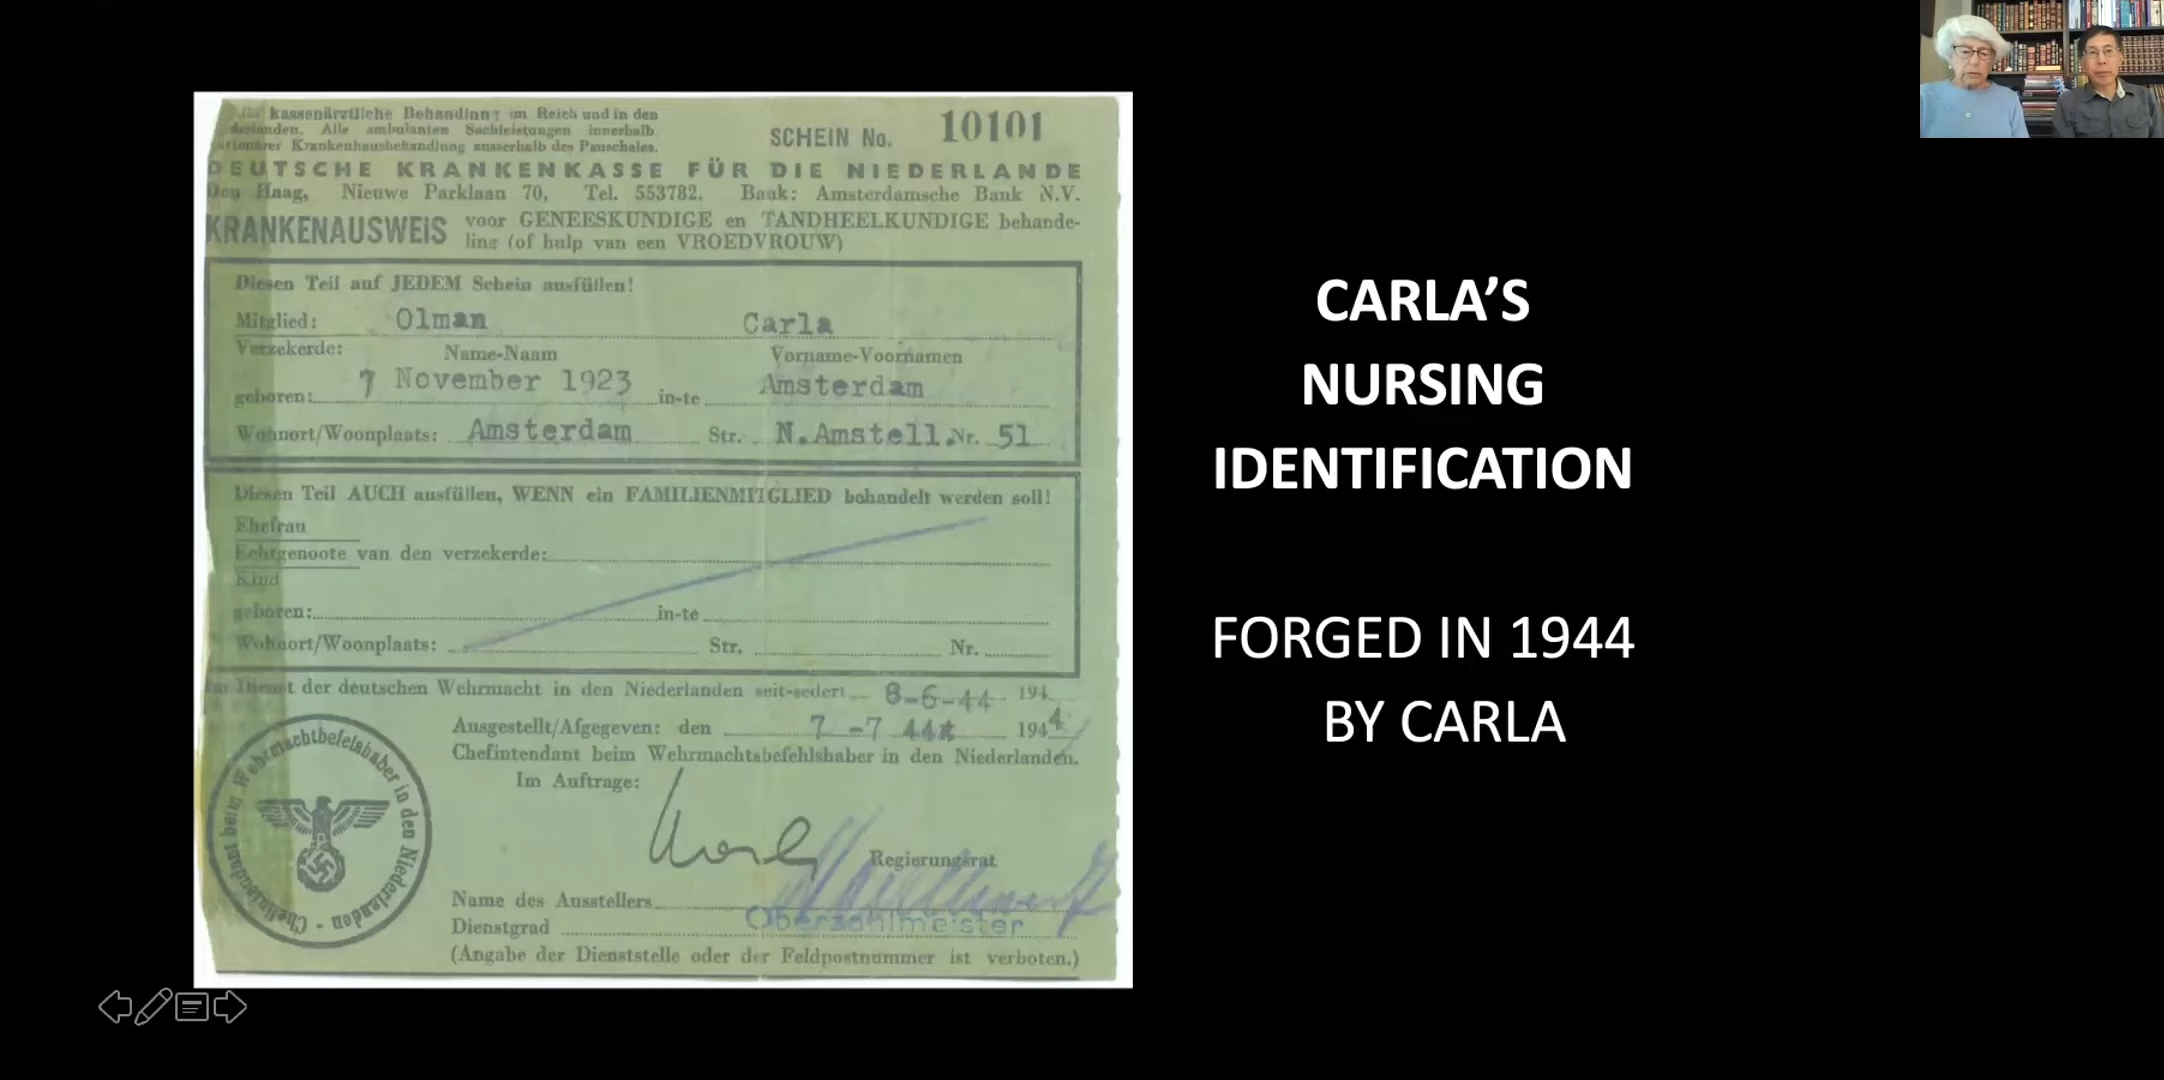 kassenärztliche Behandlung im Reich und in den
derlanden. Alle ambulanten Sachleistungen innerhalb
ationärer Krankenhausbehandlung ausserhalb des Pauschales.
SCHEIN No. 10101
DEUTSCHE KRANKENKASSE FÜR DIE NIEDERLANDE
Den Haag, Nieuwe Parklaan 70, Tel. 553782. Bank: Amsterdamsche Bank N.V.
KRANKENAUSWEIS voor GENEESKUNDIGE en TANDHEELKUNDIGE behande-
ling (of hulp van een VROEDVROUW)
Diesen Teil auf JEDEM Schein ausfüllen!
Mitglied: Olman Carla
Verzekerde: Name-Naam Vorname-Voornamen
geboren: 7 November 1923 in-te Amsterdam
Wohnort/Woonplaats: Amsterdam Str. N.Amstell. Nr. 51
Diesen Teil AUCH ausfüllen, WENN ein FAMILIENMITGLIED behandelt werden soll!
Ehefrau
Echtgenoote van den verzekerde:
Kind
geboren: in-te
Wohnort/Woonplaats: Str. Nr.
Im Dienst der deutschen Wehrmacht in den Niederlanden seit-sedert 8-6-44 194
Ausgestellt/Afgegeven: den 7 -7 44 1944
Chefintendant beim Wehrmachtsbefehlshaber in den Niederlanden.
Im Auftrage:
Regierungsrat
Name des Ausstellers
Oberzahlmeister
Dienstgrad
(Angabe der Dienststelle oder der Feldpostnummer ist verboten.)
Chefintendant beim Wehrmachtbefelshaber in den Niederlanden -
CARLA’S
NURSING
IDENTIFICATION
FORGED IN 1944
BY CARLA